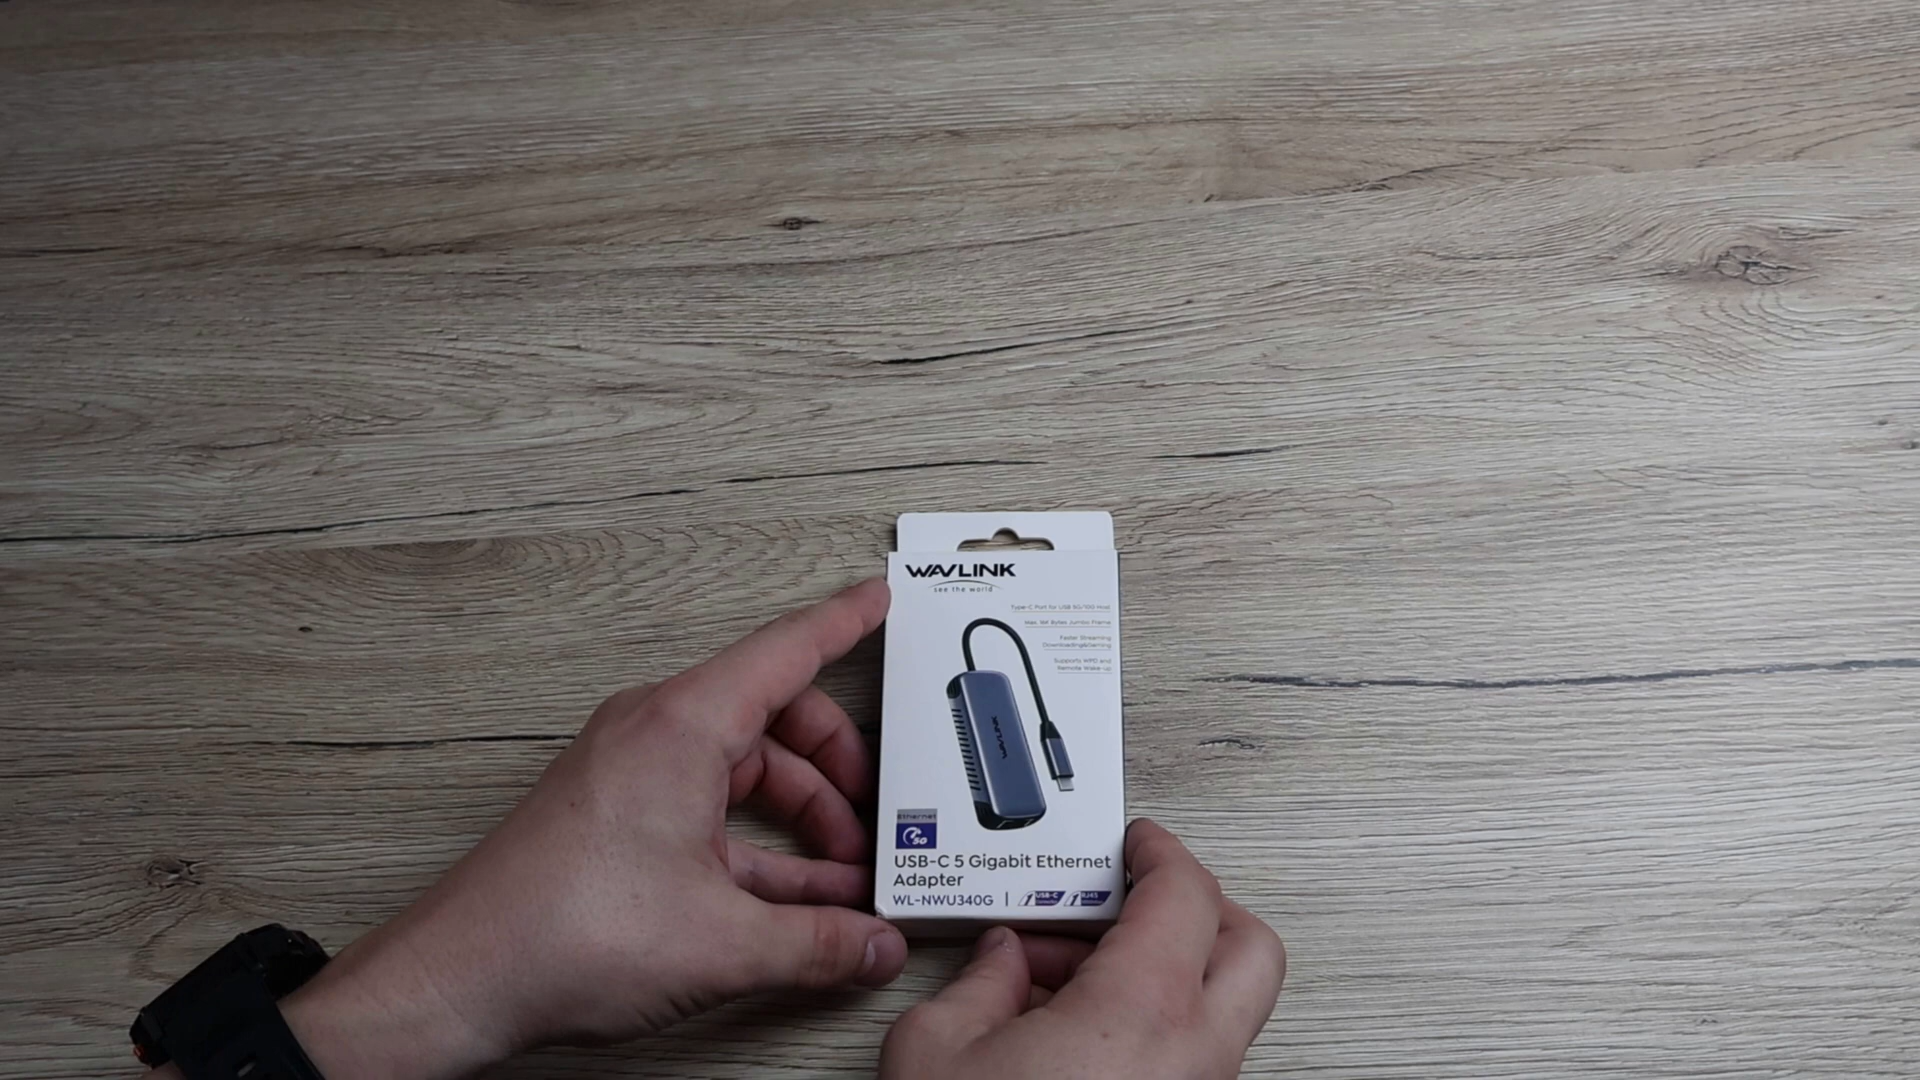 WAVLINK
see the world
Type-C Port for USB 5G/10G Host
Max. 16K Bytes Jumbo Frame
Faster Streaming
Downloading&Gaming
Supports WPD and
Remote Wake-up
WAVLINK
Ethernet
5G
USB-C 5 Gigabit Ethernet
Adapter
WL-NWU340G | 1 USB-C 1 RJ45